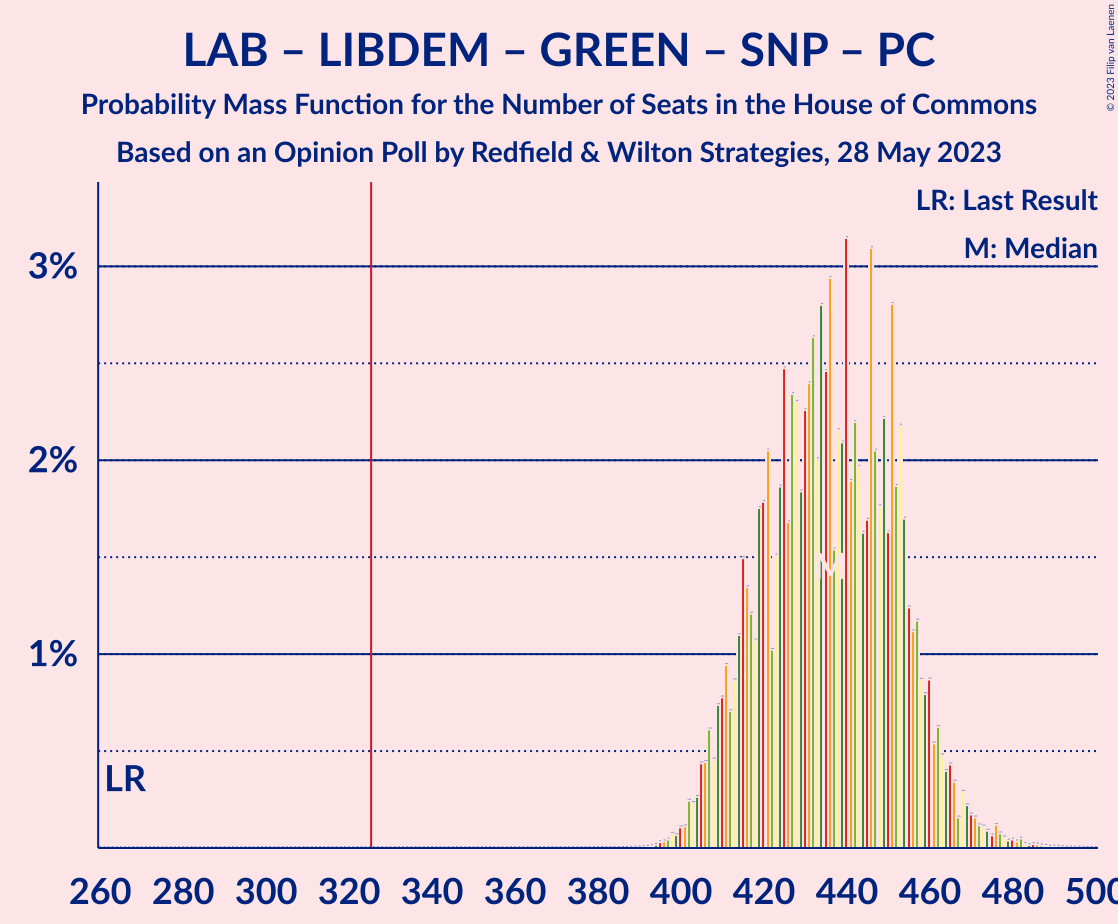 LAB – LIBDEM – GREEN – SNP – PC
Probability Mass Function for the Number of Seats in the House of Commons
Based on an Opinion Poll by Redfield & Wilton Strategies, 28 May 2023
© 2023 Filip van Laenen
LR: Last Result
M: Median
3%
2%
1%
M
LR
260 280 300 320 340 360 380 400 420 440 460 480 500